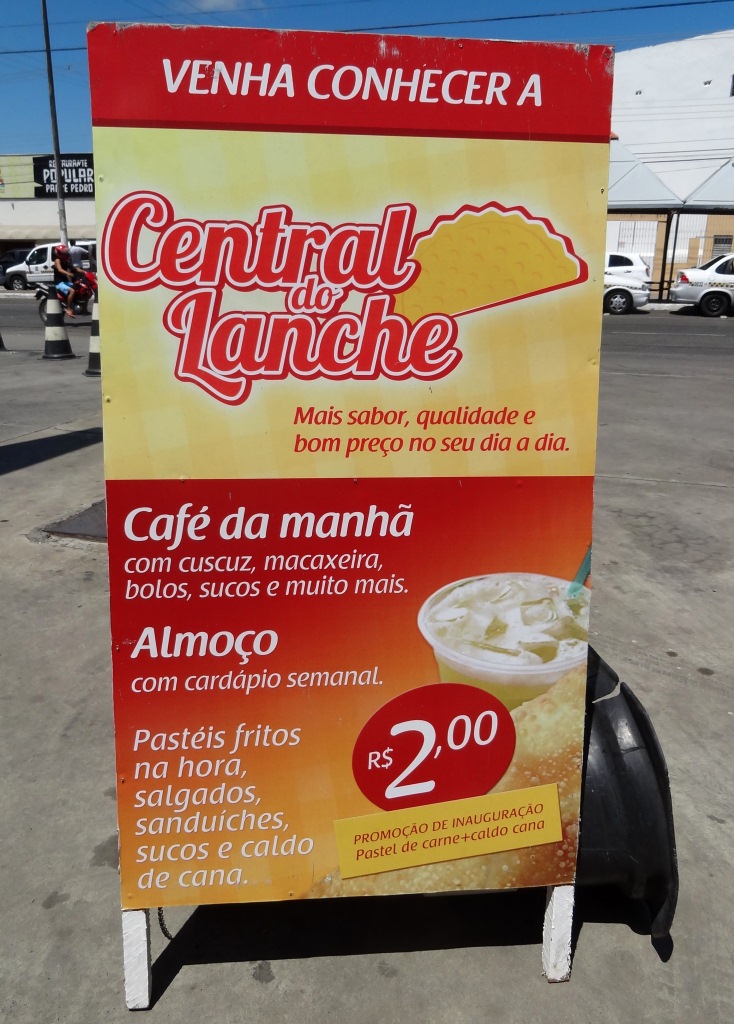 VENHA CONHECER A
RESTAURANTE
POPULAR
PADRE PEDRO
Central
do
Lanche
Mais sabor, qualidade e
bom preço no seu dia a dia.
Café da manhã
com cuscuz, macaxeira,
bolos, sucos e muito mais.
Almoço
com cardápio semanal.
Pastéis fritos
na hora,
salgados,
sanduíches,
sucos e caldo
de cana.
R$ 2,00
PROMOÇÃO DE INAUGURAÇÃO
Pastel de carne+caldo cana